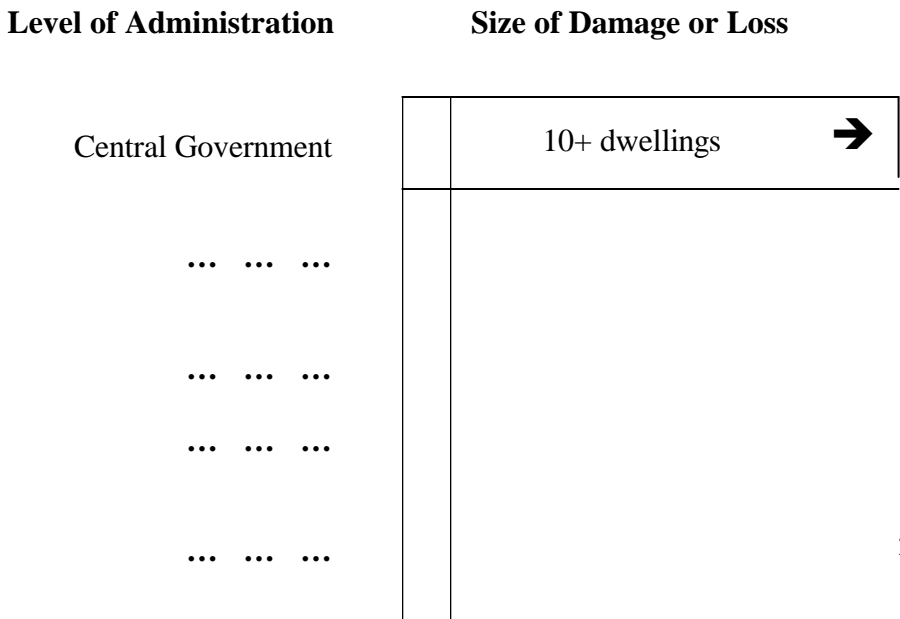 Level of Administration Size of Damage or Loss
Central Government 10+ dwellings ➔
... ... ...
... ... ...
... ... ...
... ... ...